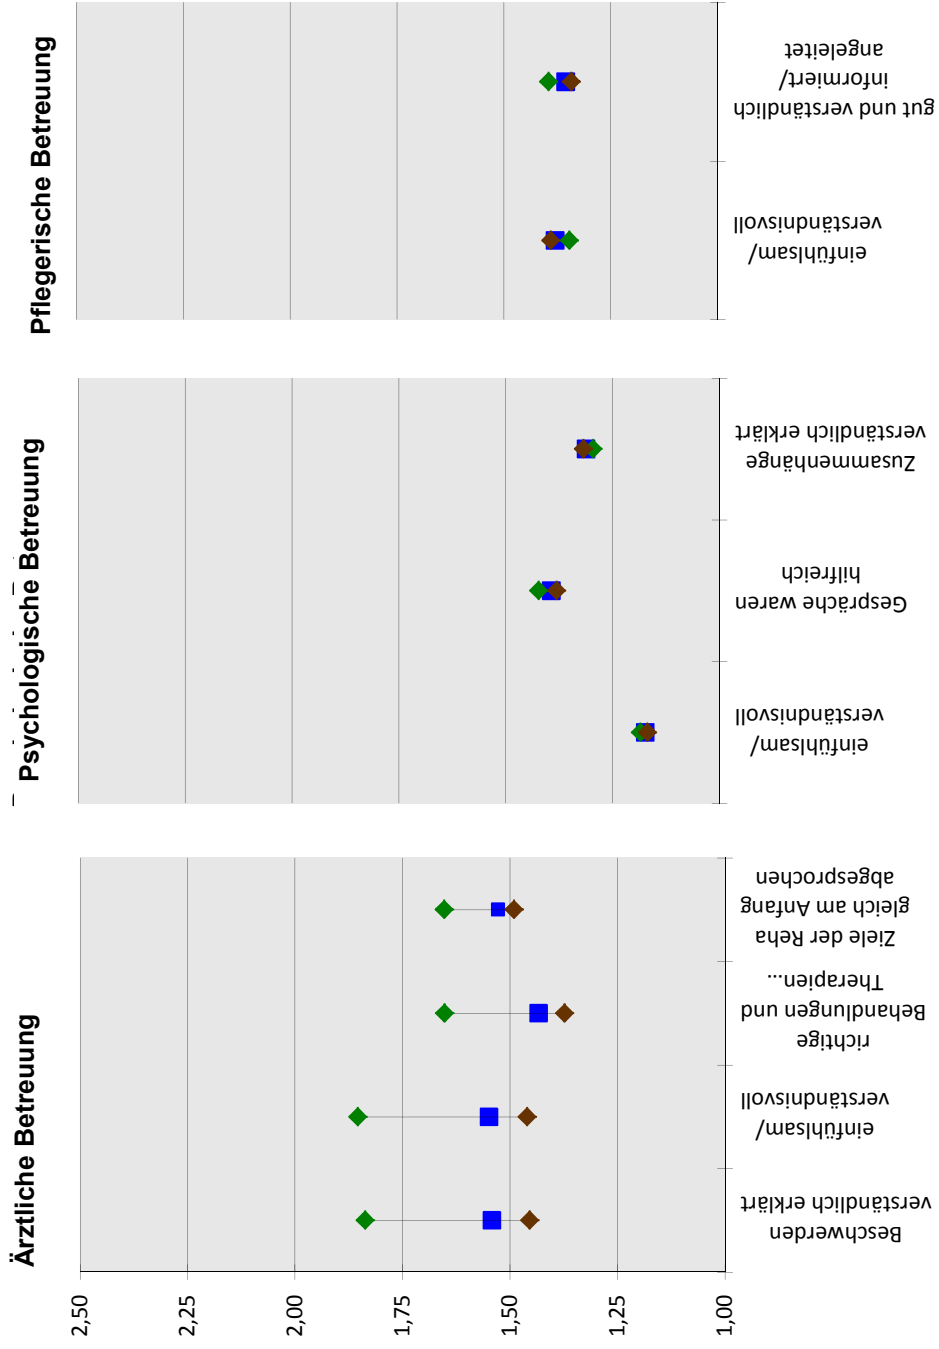 Ärztliche Betreuung
2,50
2,25
2,00
1,75
1,50
1,25
1,00
Beschwerden
verständlich erklärt
einfühlsam/
verständnisvoll
richtige
Behandlungen und
Therapien...
Ziele der Reha
gleich am Anfang
abgesprochen
Psychologische Betreuung
einfühlsam/
verständnisvoll
Gespräche waren
hilfreich
Zusammenhänge
verständlich erklärt
Pflegerische Betreuung
einfühlsam/
verständnisvoll
gut und verständlich
informiert/
angeleitet